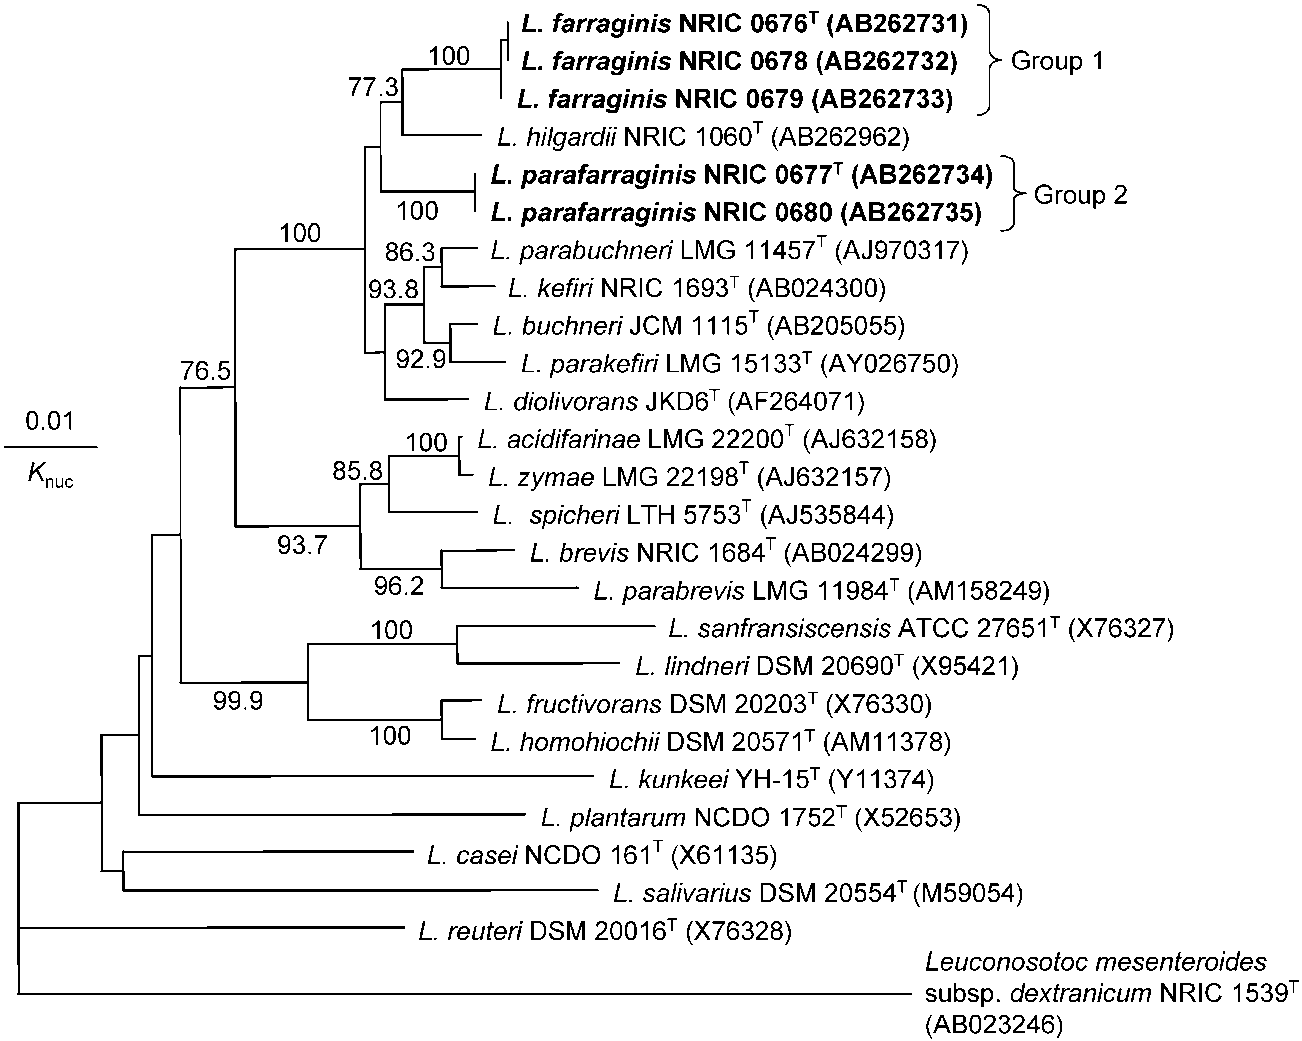 L. farraginis NRIC 0676T (AB262731)
L. farraginis NRIC 0678 (AB262732)
Group 1
100
77.3
L. farraginis NRIC 0679 (AB262733)
L. hilgardii NRIC 1060T (AB262962)
L. parafarraginis NRIC 0677T (AB262734)
Group 2
100
L. parafarraginis NRIC 0680 (AB262735)
100
86.3
L. parabuchneri LMG 11457T (AJ970317)
93.8
L. kefiri NRIC 1693T (AB024300)
L. buchneri JCM 1115T (AB205055)
92.9
L. parakefiri LMG 15133T (AY026750)
76.5
L. diolivorans JKD6T (AF264071)
0.01
Knuc
100
L. acidifarinae LMG 22200T (AJ632158)
85.8
L. zymae LMG 22198T (AJ632157)
L. spicheri LTH 5753T (AJ535844)
93.7
L. brevis NRIC 1684T (AB024299)
96.2
L. parabrevis LMG 11984T (AM158249)
100
L. sanfransiscensis ATCC 27651T (X76327)
L. lindneri DSM 20690T (X95421)
99.9
L. fructivorans DSM 20203T (X76330)
100
L. homohiochii DSM 20571T (AM11378)
L. kunkeei YH-15T (Y11374)
L. plantarum NCDO 1752T (X52653)
L. casei NCDO 161T (X61135)
L. salivarius DSM 20554T (M59054)
L. reuteri DSM 20016T (X76328)
Leuconosotoc mesenteroides
subsp. dextranicum NRIC 1539T
(AB023246)